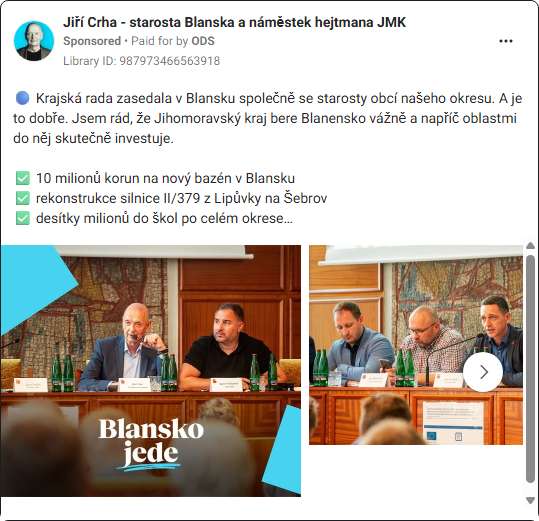 Jiří Crha - starosta Blanska a náměstek hejtmana JMK
Sponsored • Paid for by ODS
Library ID: 987973466563918
🔵 Krajská rada zasedala v Blansku společně se starosty obcí našeho okresu. A je
to dobře. Jsem rád, že Jihomoravský kraj bere Blanensko vážně a napříč oblastmi
do něj skutečně investuje.
✅ 10 milionů korun na nový bazén v Blansku
✅ rekonstrukce silnice II/379 z Lipůvky na Šebrov
✅ desítky milionů do škol po celém okrese…
Blansko
jede